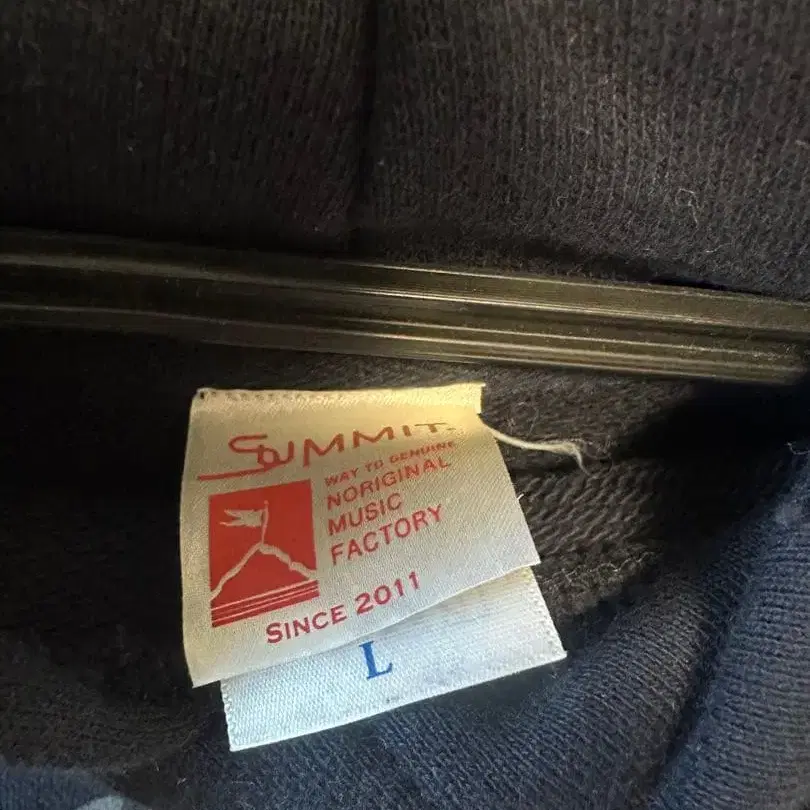 SUMMIT
WAY TO GENUINE
NORIGINAL
MUSIC
FACTORY
SINCE 2011
L